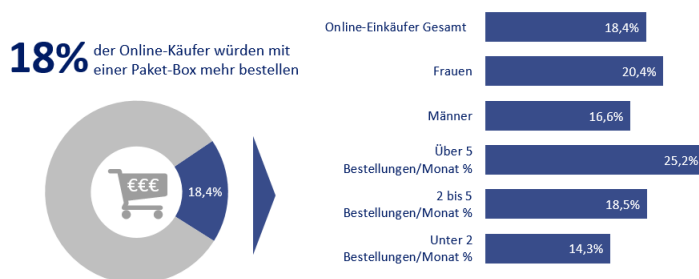 18%
der Online-Käufer würden mit
einer Paket-Box mehr bestellen
€€€
18,4%
Online-Einkäufer Gesamt
18,4%
Frauen
20,4%
Männer
16,6%
Über 5
Bestellungen/Monat %
25,2%
2 bis 5
Bestellungen/Monat %
18,5%
Unter 2
Bestellungen/Monat %
14,3%